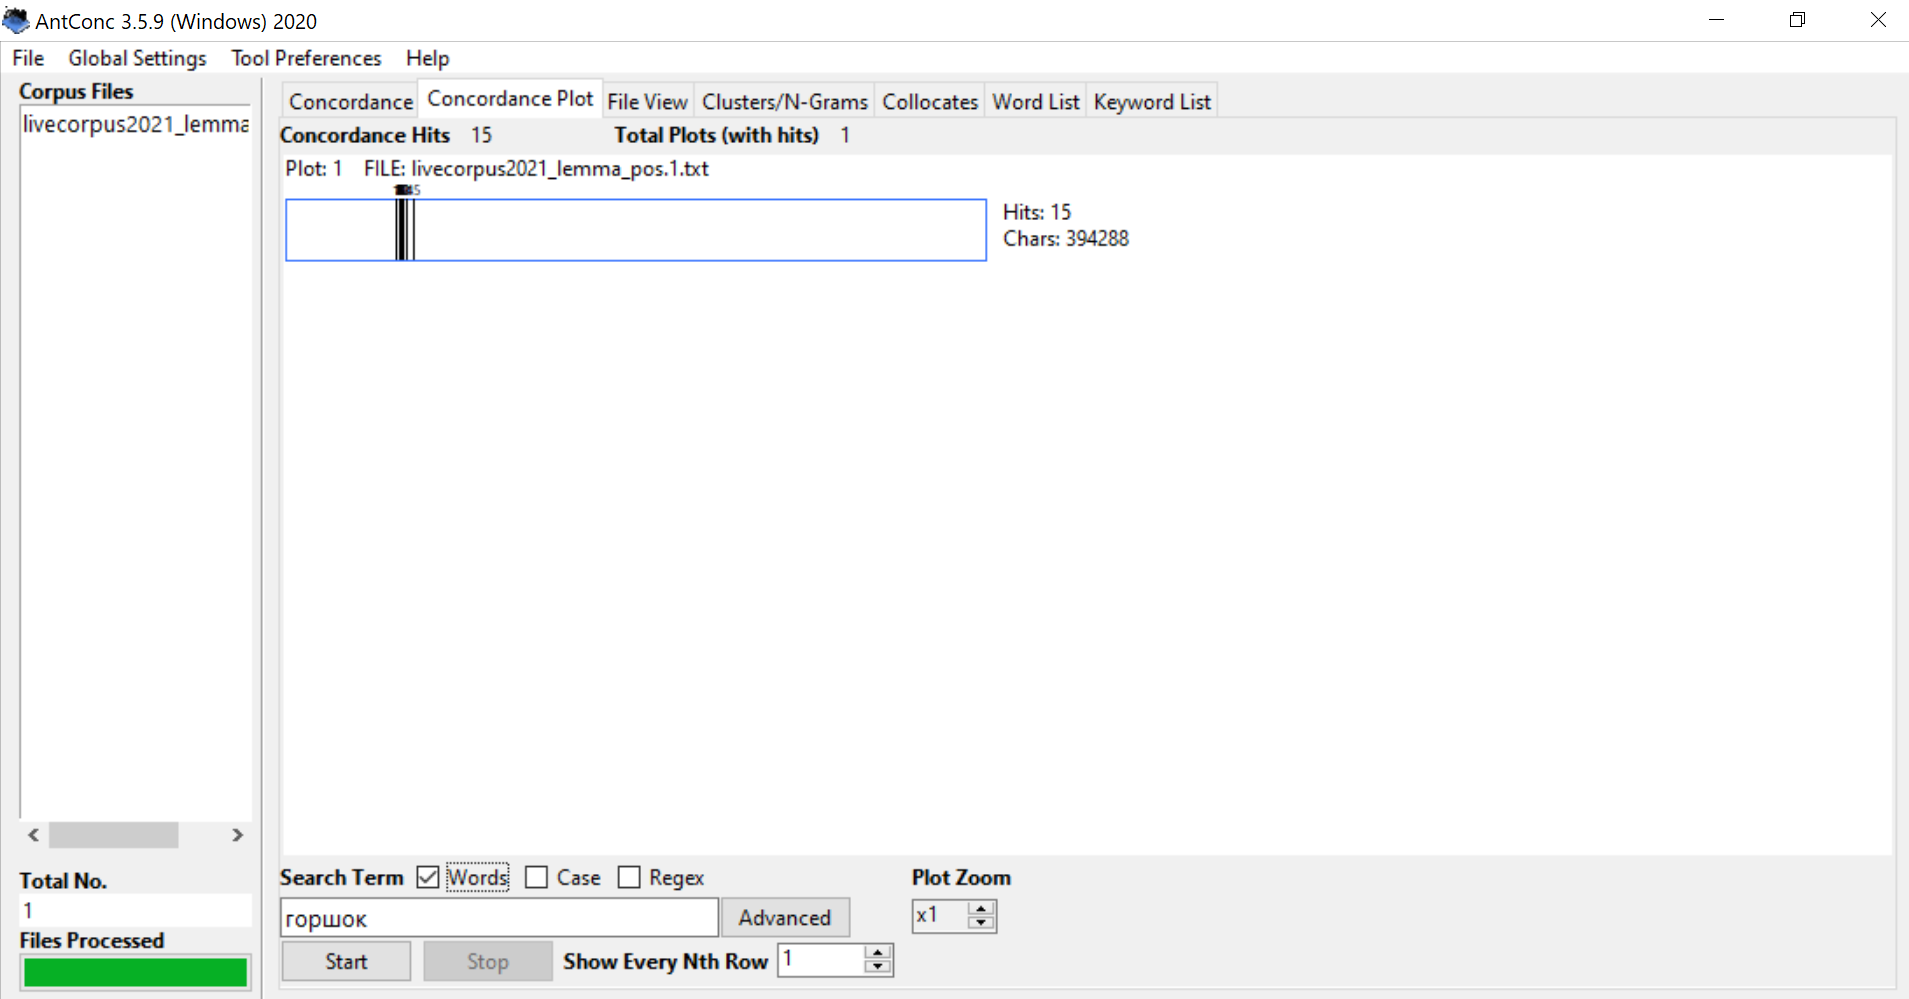 AntConc 3.5.9 (Windows) 2020
File Global Settings Tool Preferences Help
Corpus Files
livecorpus2021_lemma
Concordance Concordance Plot File View Clusters/N-Grams Collocates Word List Keyword List
Concordance Hits 15 Total Plots (with hits) 1
Plot: 1 FILE: livecorpus2021_lemma_pos.1.txt
Hits: 15
Chars: 394288
Total No.
1
Files Processed
Search Term Words Case Regex
горшок
Advanced
Start Stop Show Every Nth Row 1
Plot Zoom
x1